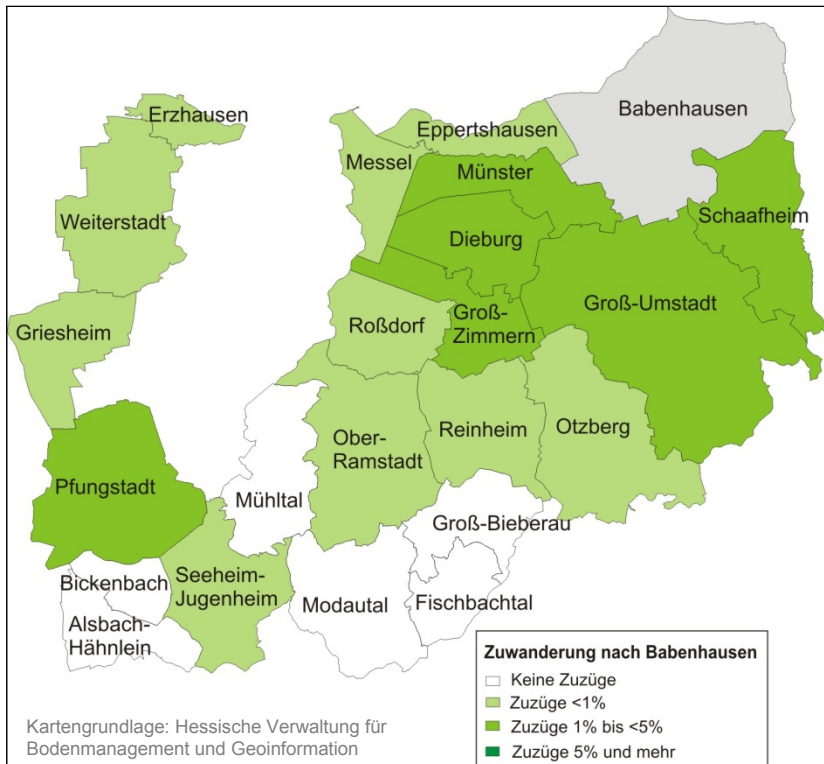 Erzhausen
Babenhausen
Eppertshausen
Messel
Münster
Weiterstadt
Schaafheim
Dieburg
Groß-Umstadt
Griesheim
Roßdorf
Groß-
Zimmern
Otzberg
Reinheim
Ober-
Ramstadt
Pfungstadt
Mühltal
Groß-Bieberau
Bickenbach
Seeheim-
Jugenheim
Modautal
Fischbachtal
Alsbach-
Hähnlein
Zuwanderung nach Babenhausen
Keine Zuzüge
Zuzüge <1%
Zuzüge 1% bis <5%
Zuzüge 5% und mehr
Kartengrundlage: Hessische Verwaltung für
Bodenmanagement und Geoinformation